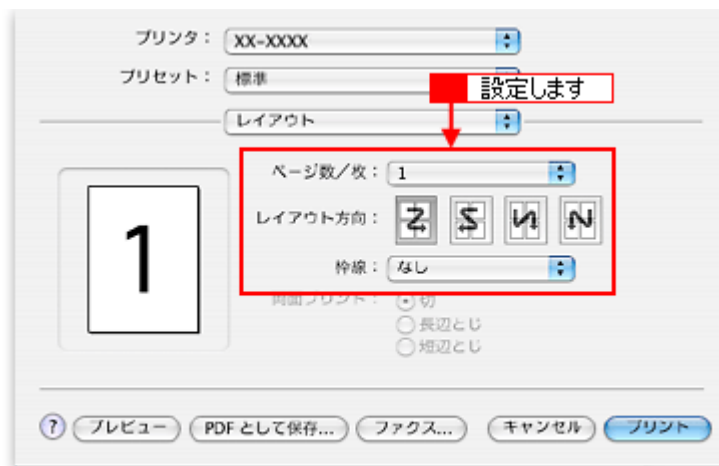 プリンタ： XX-XXXX
プリセット： 標準
設定します
レイアウト
ページ数／枚： 1
レイアウト方向：
1
枠線： なし
両面プリント： 切
長辺とじ
短辺とじ
? プレビュー PDF として保存... ファクス... キャンセル プリント